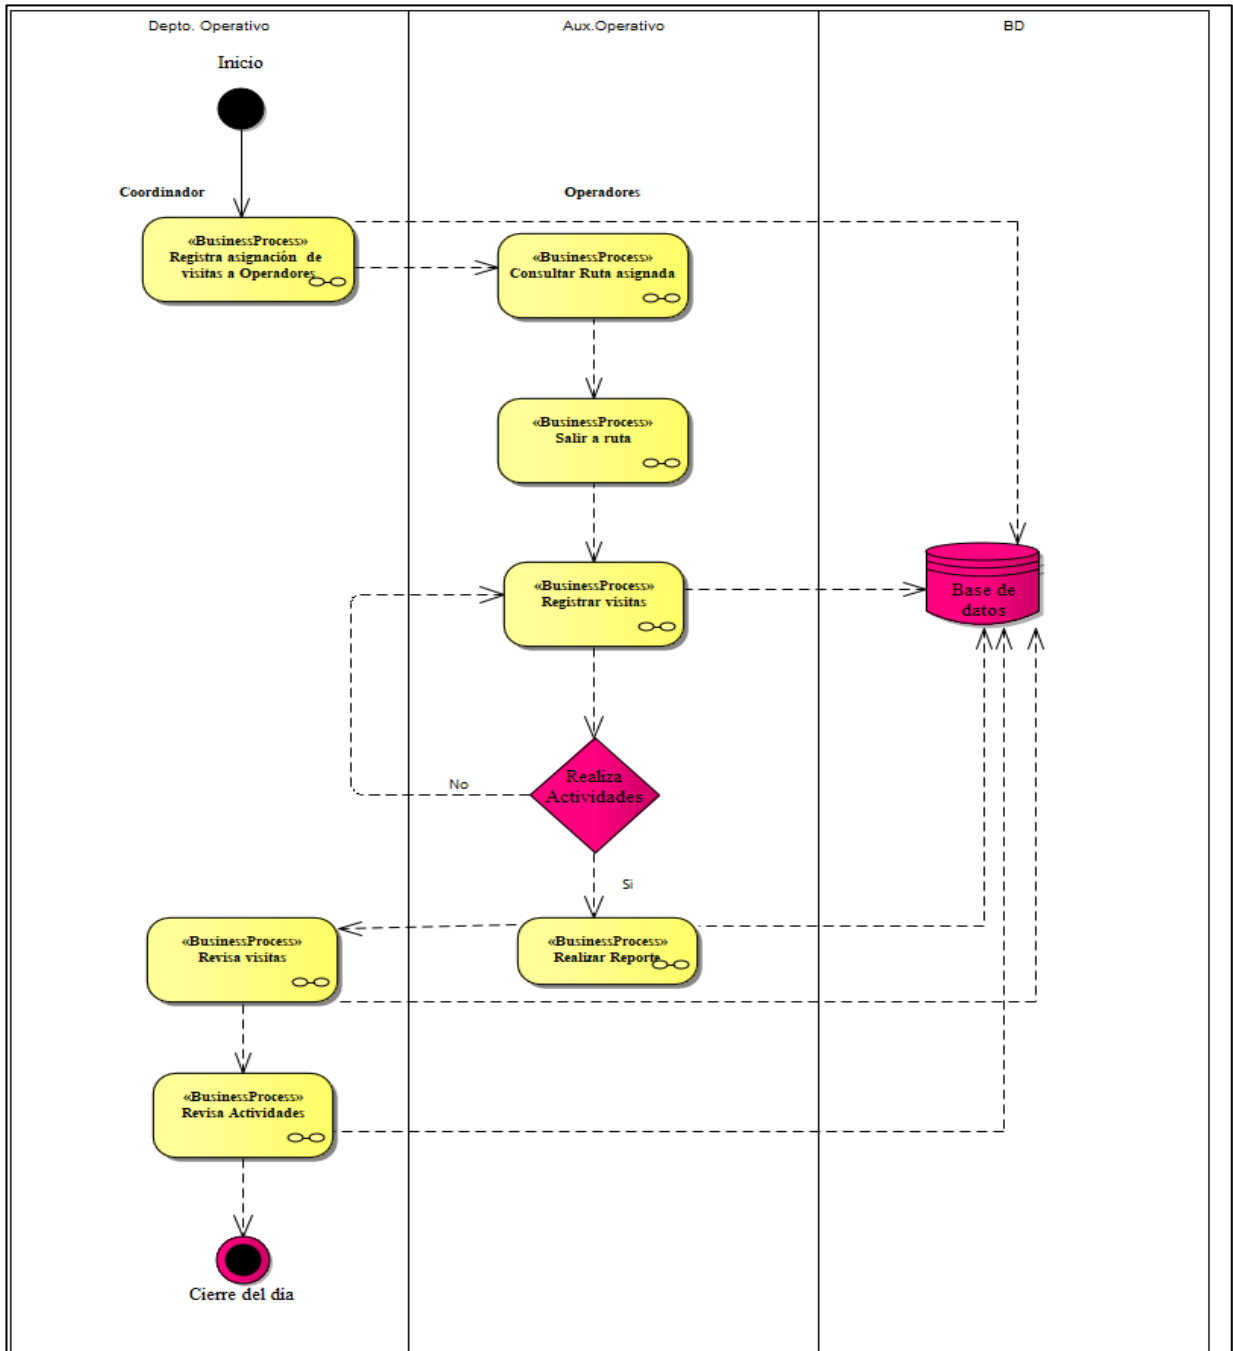 Depto. Operativo
Aux.Operativo
BD
Inicio
Coordinador
Operadores
«BusinessProcess»
Registra asignación de
visitas a Operadores
«BusinessProcess»
Consultar Ruta asignada
«BusinessProcess»
Salir a ruta
«BusinessProcess»
Registrar visitas
Base de
datos
Realiza
Actividades
No
Si
«BusinessProcess»
Revisa visitas
«BusinessProcess»
Realizar Reporte
«BusinessProcess»
Revisa Actividades
Cierre del dia